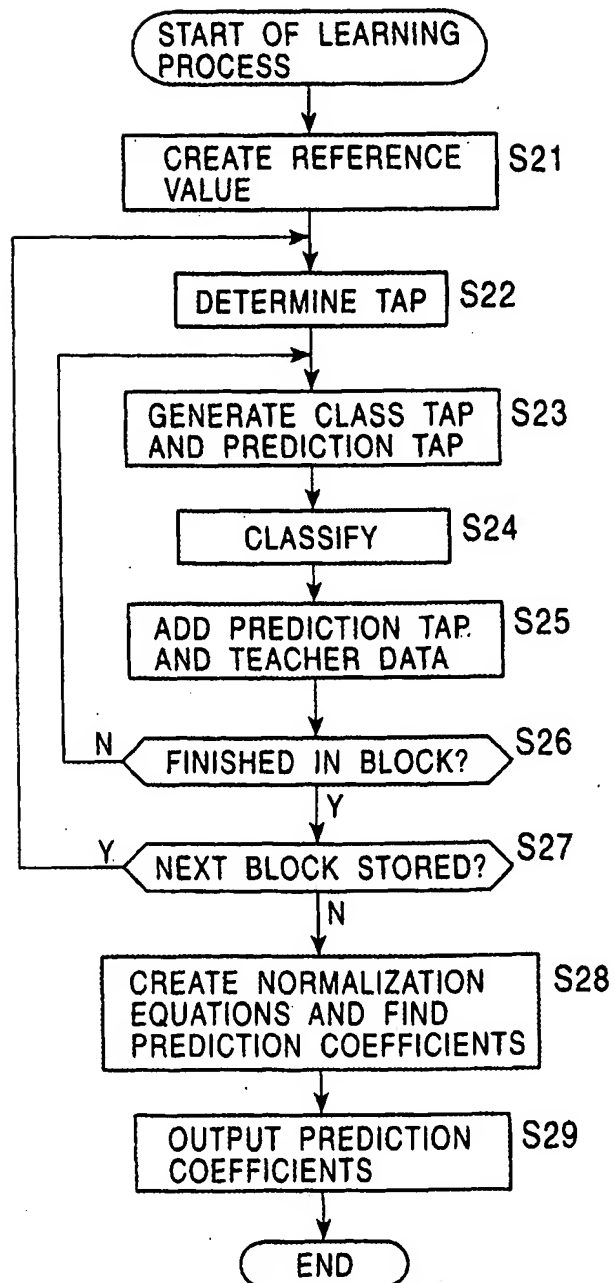 START OF LEARNING
PROCESS
CREATE REFERENCE
VALUE
S21
DETERMINE TAP
S22
GENERATE CLASS TAP
AND PREDICTION TAP
S23
CLASSIFY
S24
ADD PREDICTION TAP
AND TEACHER DATA
S25
N
FINISHED IN BLOCK?
S26
Y
Y
NEXT BLOCK STORED?
S27
N
CREATE NORMALIZATION
EQUATIONS AND FIND
PREDICTION COEFFICIENTS
S28
OUTPUT PREDICTION
COEFFICIENTS
S29
END